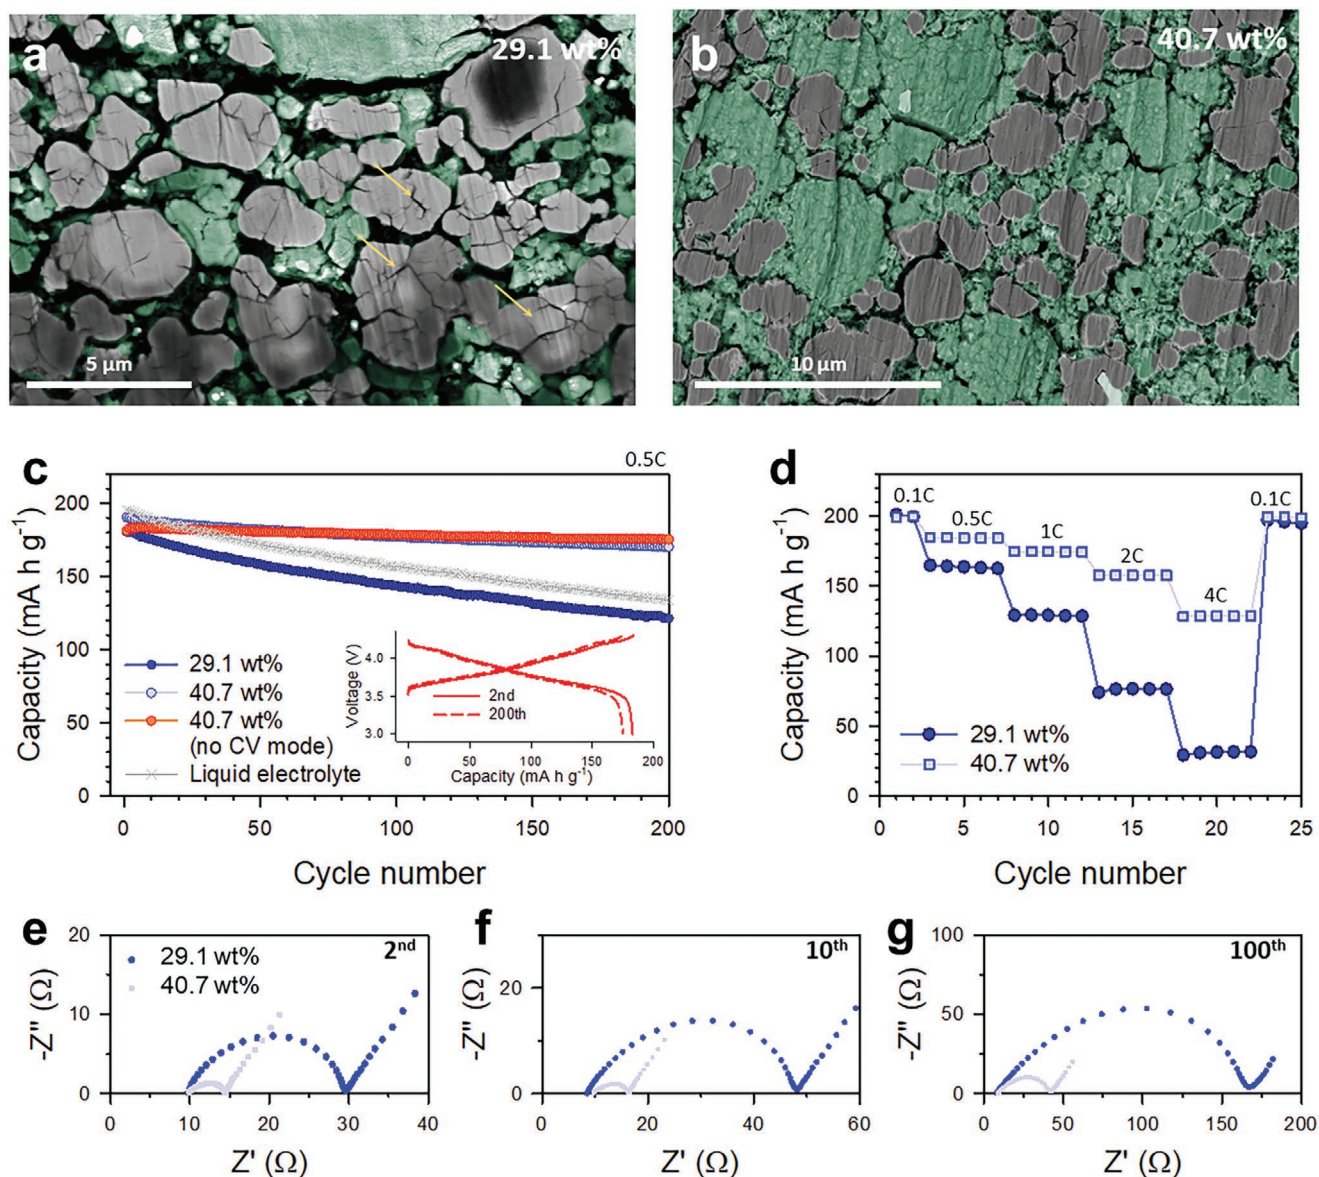 a
29.1 wt%
5 µm
b
40.7 wt%
10 µm
c
0.5C
Capacity (mA h g⁻¹)
200
150
100
50
0
29.1 wt%
40.7 wt%
40.7 wt%
(no CV mode)
Liquid electrolyte
Voltage (V)
4.0
3.5
3.0
2nd
200th
0 50 100 150 200
Capacity (mA h g⁻¹)
0 50 100 150 200
Cycle number
d
Capacity (mA h g⁻¹)
200
150
100
50
0
0.1C
0.5C
1C
2C
4C
0.1C
29.1 wt%
40.7 wt%
0 5 10 15 20 25
Cycle number
e
2nd
-Z" (Ω)
20
10
0
29.1 wt%
40.7 wt%
0 10 20 30 40
Z' (Ω)
f
10th
-Z" (Ω)
20
0
0 20 40 60
Z' (Ω)
g
100th
-Z" (Ω)
100
50
0
0 50 100 150 200
Z' (Ω)